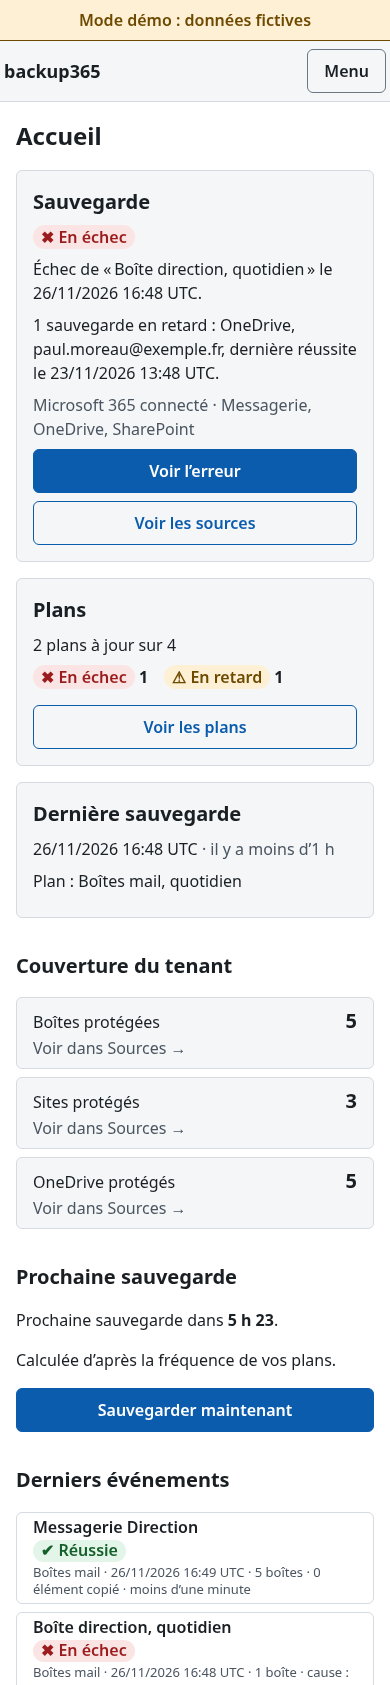 Mode démo : données fictives
backup365
Menu
Accueil
Sauvegarde
✖ En échec
Échec de « Boîte direction, quotidien » le
26/11/2026 16:48 UTC.
1 sauvegarde en retard : OneDrive,
paul.moreau@exemple.fr, dernière réussite
le 23/11/2026 13:48 UTC.
Microsoft 365 connecté · Messagerie,
OneDrive, SharePoint
Voir l’erreur
Voir les sources
Plans
2 plans à jour sur 4
✖ En échec 1 ⚠ En retard 1
Voir les plans
Dernière sauvegarde
26/11/2026 16:48 UTC · il y a moins d’1 h
Plan : Boîtes mail, quotidien
Couverture du tenant
Boîtes protégées 5
Voir dans Sources →
Sites protégés 3
Voir dans Sources →
OneDrive protégés 5
Voir dans Sources →
Prochaine sauvegarde
Prochaine sauvegarde dans 5 h 23.
Calculée d’après la fréquence de vos plans.
Sauvegarder maintenant
Derniers événements
Messagerie Direction
✔ Réussie
Boîtes mail · 26/11/2026 16:49 UTC · 5 boîtes · 0
élément copié · moins d’une minute
Boîte direction, quotidien
✖ En échec
Boîtes mail · 26/11/2026 16:48 UTC · 1 boîte · cause :